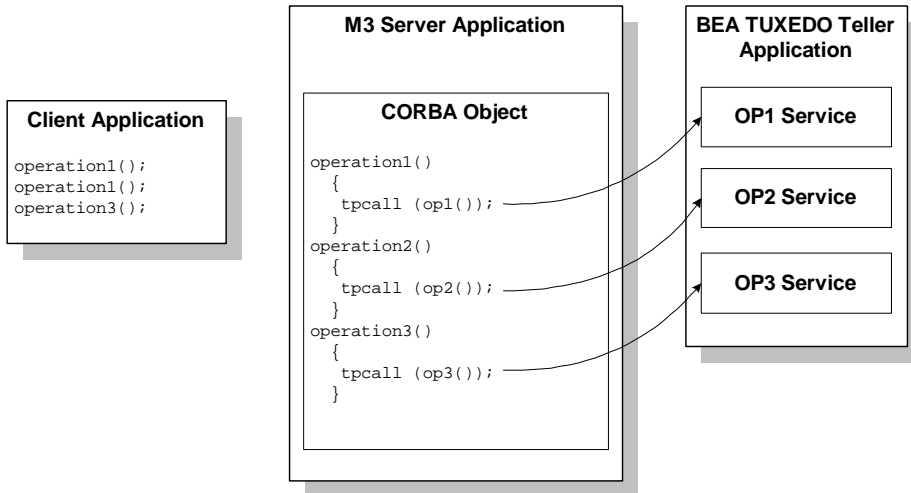 Client Application
operation1();
operation1();
operation3();
M3 Server Application
CORBA Object
operation1()
{
tpcall (op1());
}
operation2()
{
tpcall (op2());
}
operation3()
{
tpcall (op3());
}
BEA TUXEDO Teller
Application
OP1 Service
OP2 Service
OP3 Service